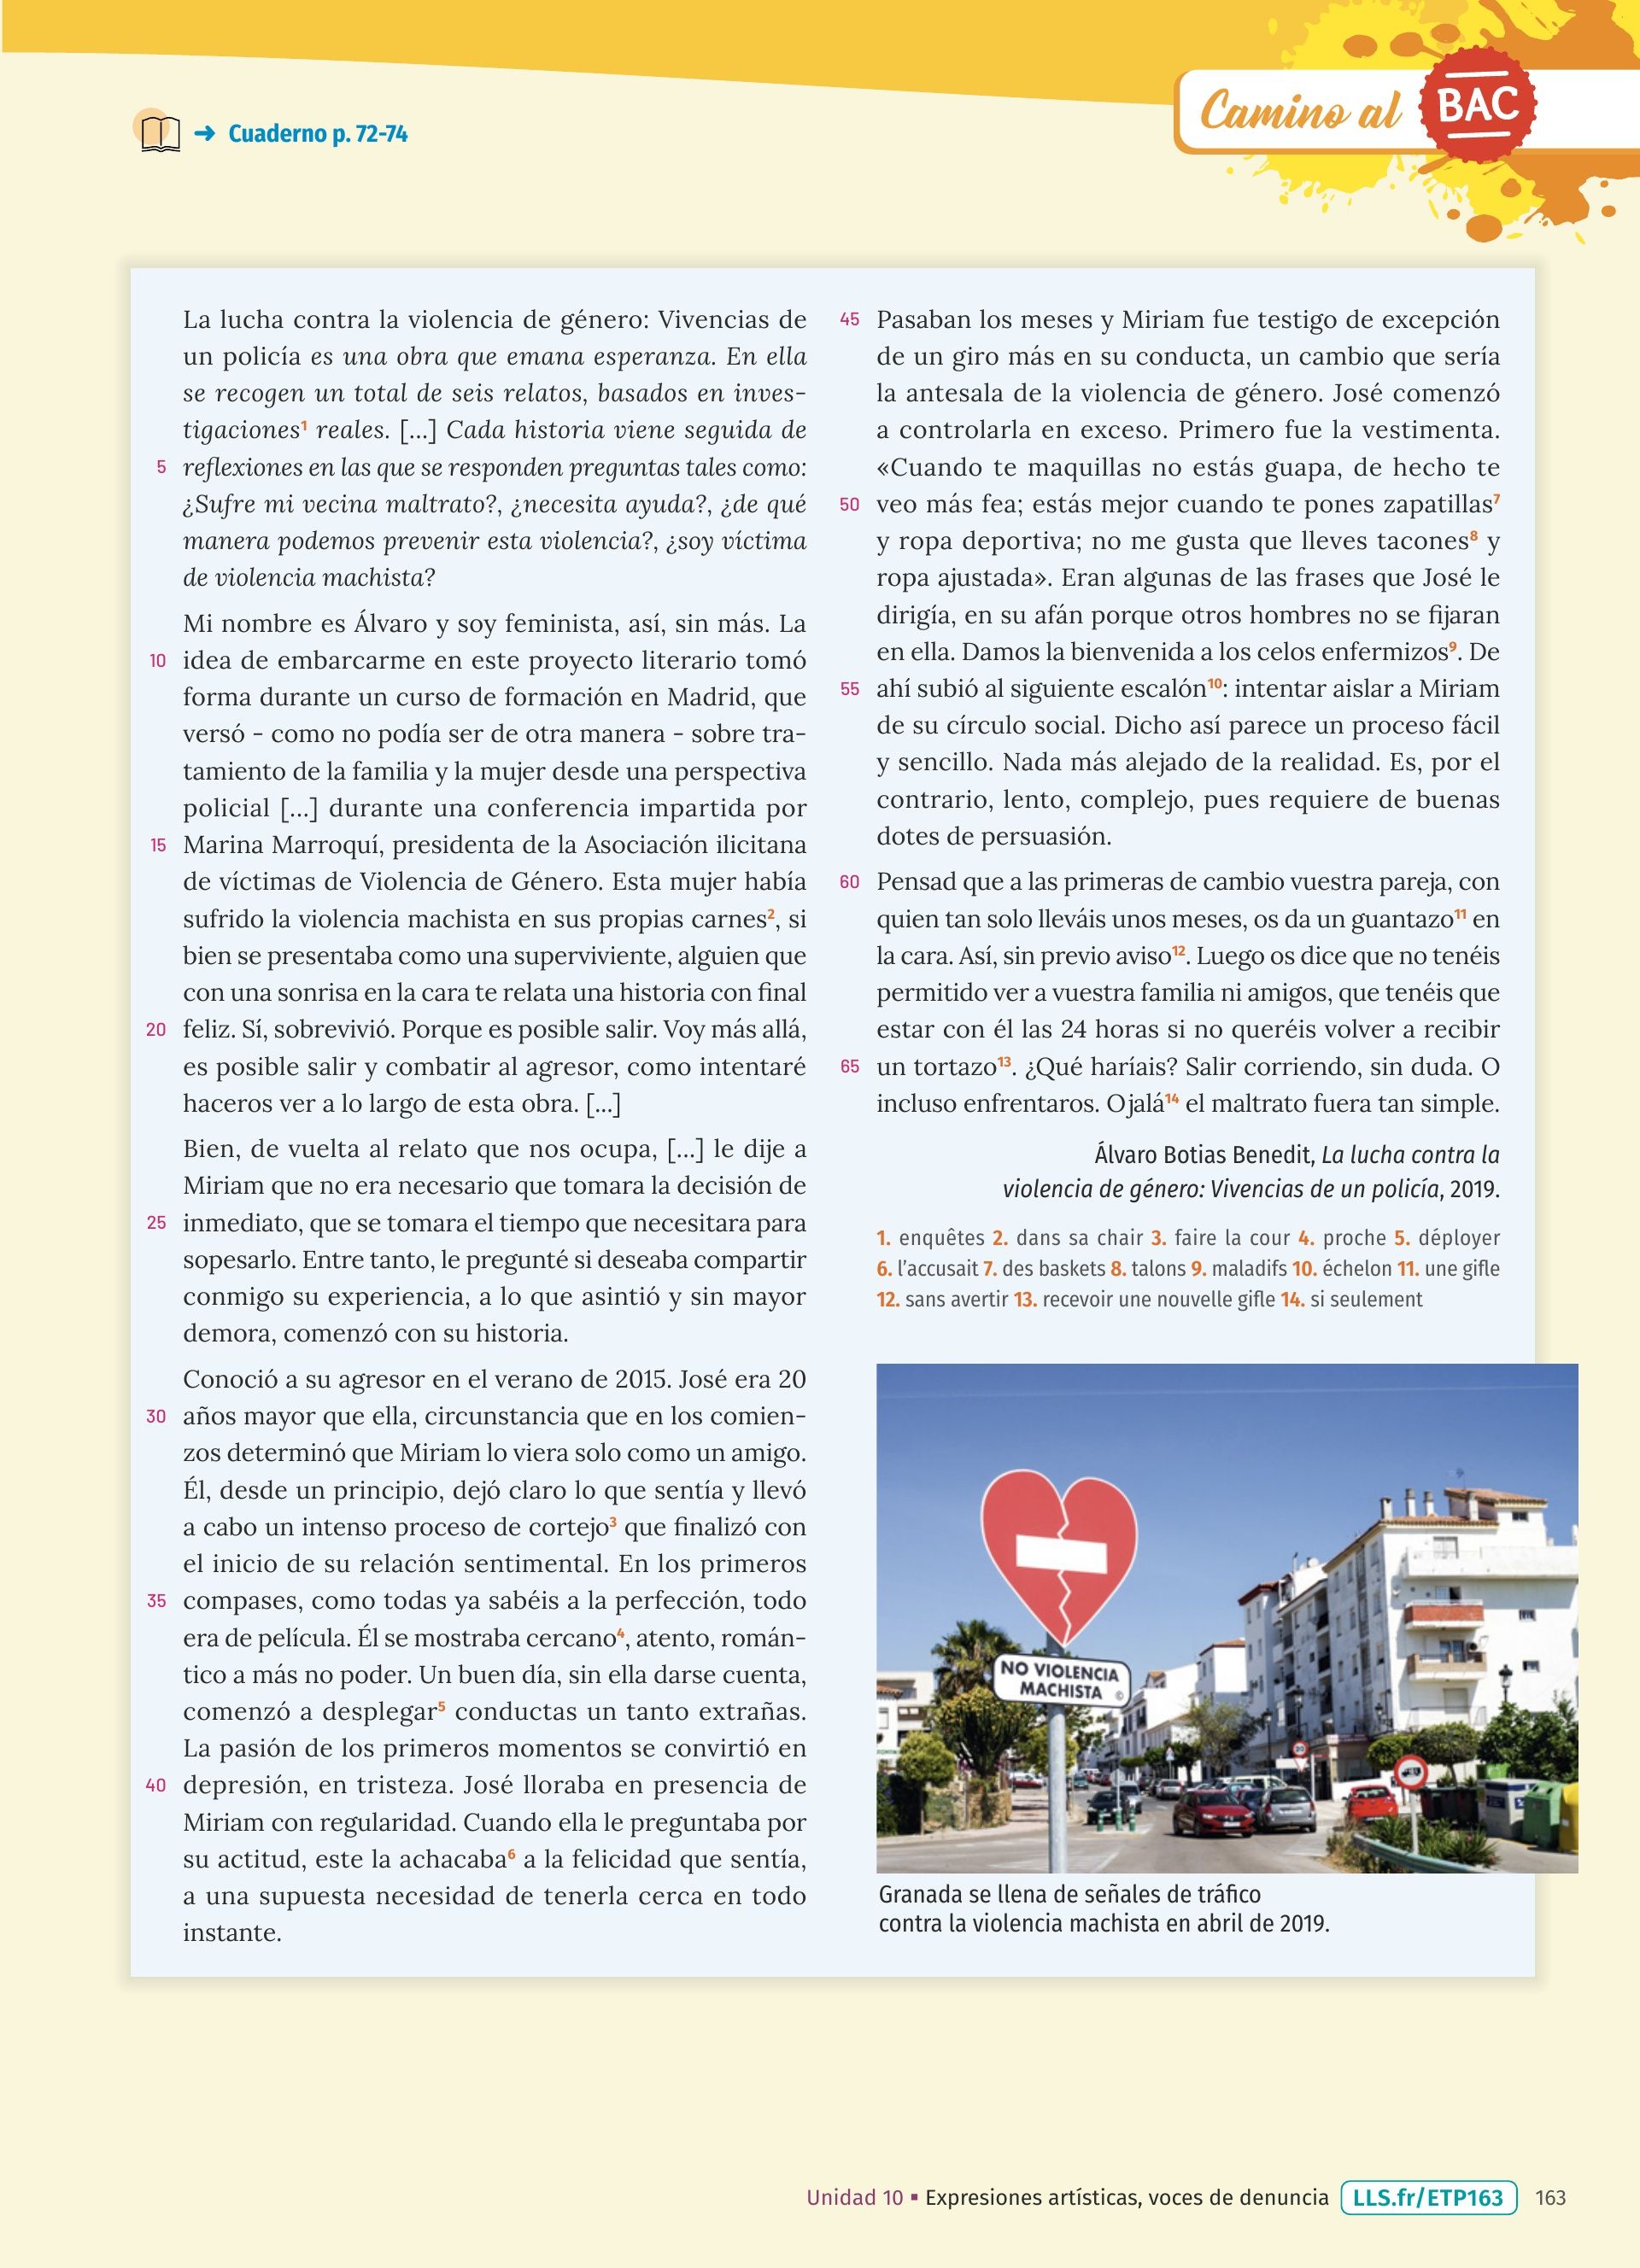 Camino al BAC
→ Cuaderno p. 72-74
La lucha contra la violencia de género: Vivencias de
un policía es una obra que emana esperanza. En ella
se recogen un total de seis relatos, basados en inves-
tigaciones1 reales. [...] Cada historia viene seguida de
5 reflexiones en las que se responden preguntas tales como:
¿Sufre mi vecina maltrato?, ¿necesita ayuda?, ¿de qué
manera podemos prevenir esta violencia?, ¿soy víctima
de violencia machista?
Mi nombre es Álvaro y soy feminista, así, sin más. La
10 idea de embarcarme en este proyecto literario tomó
forma durante un curso de formación en Madrid, que
versó - como no podía ser de otra manera - sobre tra-
tamiento de la familia y la mujer desde una perspectiva
policial [...] durante una conferencia impartida por
15 Marina Marroquí, presidenta de la Asociación ilicitana
de víctimas de Violencia de Género. Esta mujer había
sufrido la violencia machista en sus propias carnes2, si
bien se presentaba como una superviviente, alguien que
con una sonrisa en la cara te relata una historia con final
20 feliz. Sí, sobrevivió. Porque es posible salir. Voy más allá,
es posible salir y combatir al agresor, como intentaré
haceros ver a lo largo de esta obra. [...]
Bien, de vuelta al relato que nos ocupa, [...] le dije a
Miriam que no era necesario que tomara la decisión de
25 inmediato, que se tomara el tiempo que necesitara para
sopesarlo. Entre tanto, le pregunté si deseaba compartir
conmigo su experiencia, a lo que asintió y sin mayor
demora, comenzó con su historia.
Conoció a su agresor en el verano de 2015. José era 20
30 años mayor que ella, circunstancia que en los comien-
zos determinó que Miriam lo viera solo como un amigo.
Él, desde un principio, dejó claro lo que sentía y llevó
a cabo un intenso proceso de cortejo3 que finalizó con
el inicio de su relación sentimental. En los primeros
35 compases, como todas ya sabéis a la perfección, todo
era de película. Él se mostraba cercano4, atento, román-
tico a más no poder. Un buen día, sin ella darse cuenta,
comenzó a desplegar5 conductas un tanto extrañas.
La pasión de los primeros momentos se convirtió en
40 depresión, en tristeza. José lloraba en presencia de
Miriam con regularidad. Cuando ella le preguntaba por
su actitud, este la achacaba6 a la felicidad que sentía,
a una supuesta necesidad de tenerla cerca en todo
instante.
45 Pasaban los meses y Miriam fue testigo de excepción
de un giro más en su conducta, un cambio que sería
la antesala de la violencia de género. José comenzó
a controlarla en exceso. Primero fue la vestimenta.
«Cuando te maquillas no estás guapa, de hecho te
50 veo más fea; estás mejor cuando te pones zapatillas7
y ropa deportiva; no me gusta que lleves tacones8 y
ropa ajustada». Eran algunas de las frases que José le
dirigía, en su afán porque otros hombres no se fijaran
en ella. Damos la bienvenida a los celos enfermizos9. De
55 ahí subió al siguiente escalón10: intentar aislar a Miriam
de su círculo social. Dicho así parece un proceso fácil
y sencillo. Nada más alejado de la realidad. Es, por el
contrario, lento, complejo, pues requiere de buenas
dotes de persuasión.
60 Pensad que a las primeras de cambio vuestra pareja, con
quien tan solo lleváis unos meses, os da un guantazo11 en
la cara. Así, sin previo aviso12. Luego os dice que no tenéis
permitido ver a vuestra familia ni amigos, que tenéis que
estar con él las 24 horas si no queréis volver a recibir
65 un tortazo13. ¿Qué haríais? Salir corriendo, sin duda. O
incluso enfrentaros. Ojalá14 el maltrato fuera tan simple.
Álvaro Botias Benedit, La lucha contra la
violencia de género: Vivencias de un policía, 2019.
1. enquêtes 2. dans sa chair 3. faire la cour 4. proche 5. déployer
6. l'accusait 7. des baskets 8. talons 9. maladifs 10. échelon 11. une gifle
12. sans avertir 13. recevoir une nouvelle gifle 14. si seulement
NO VIOLENCIA
MACHISTA ©
Granada se llena de señales de tráfico
contra la violencia machista en abril de 2019.
Unidad 10 ▪ Expresiones artísticas, voces de denuncia LLS.fr/ETP163 163